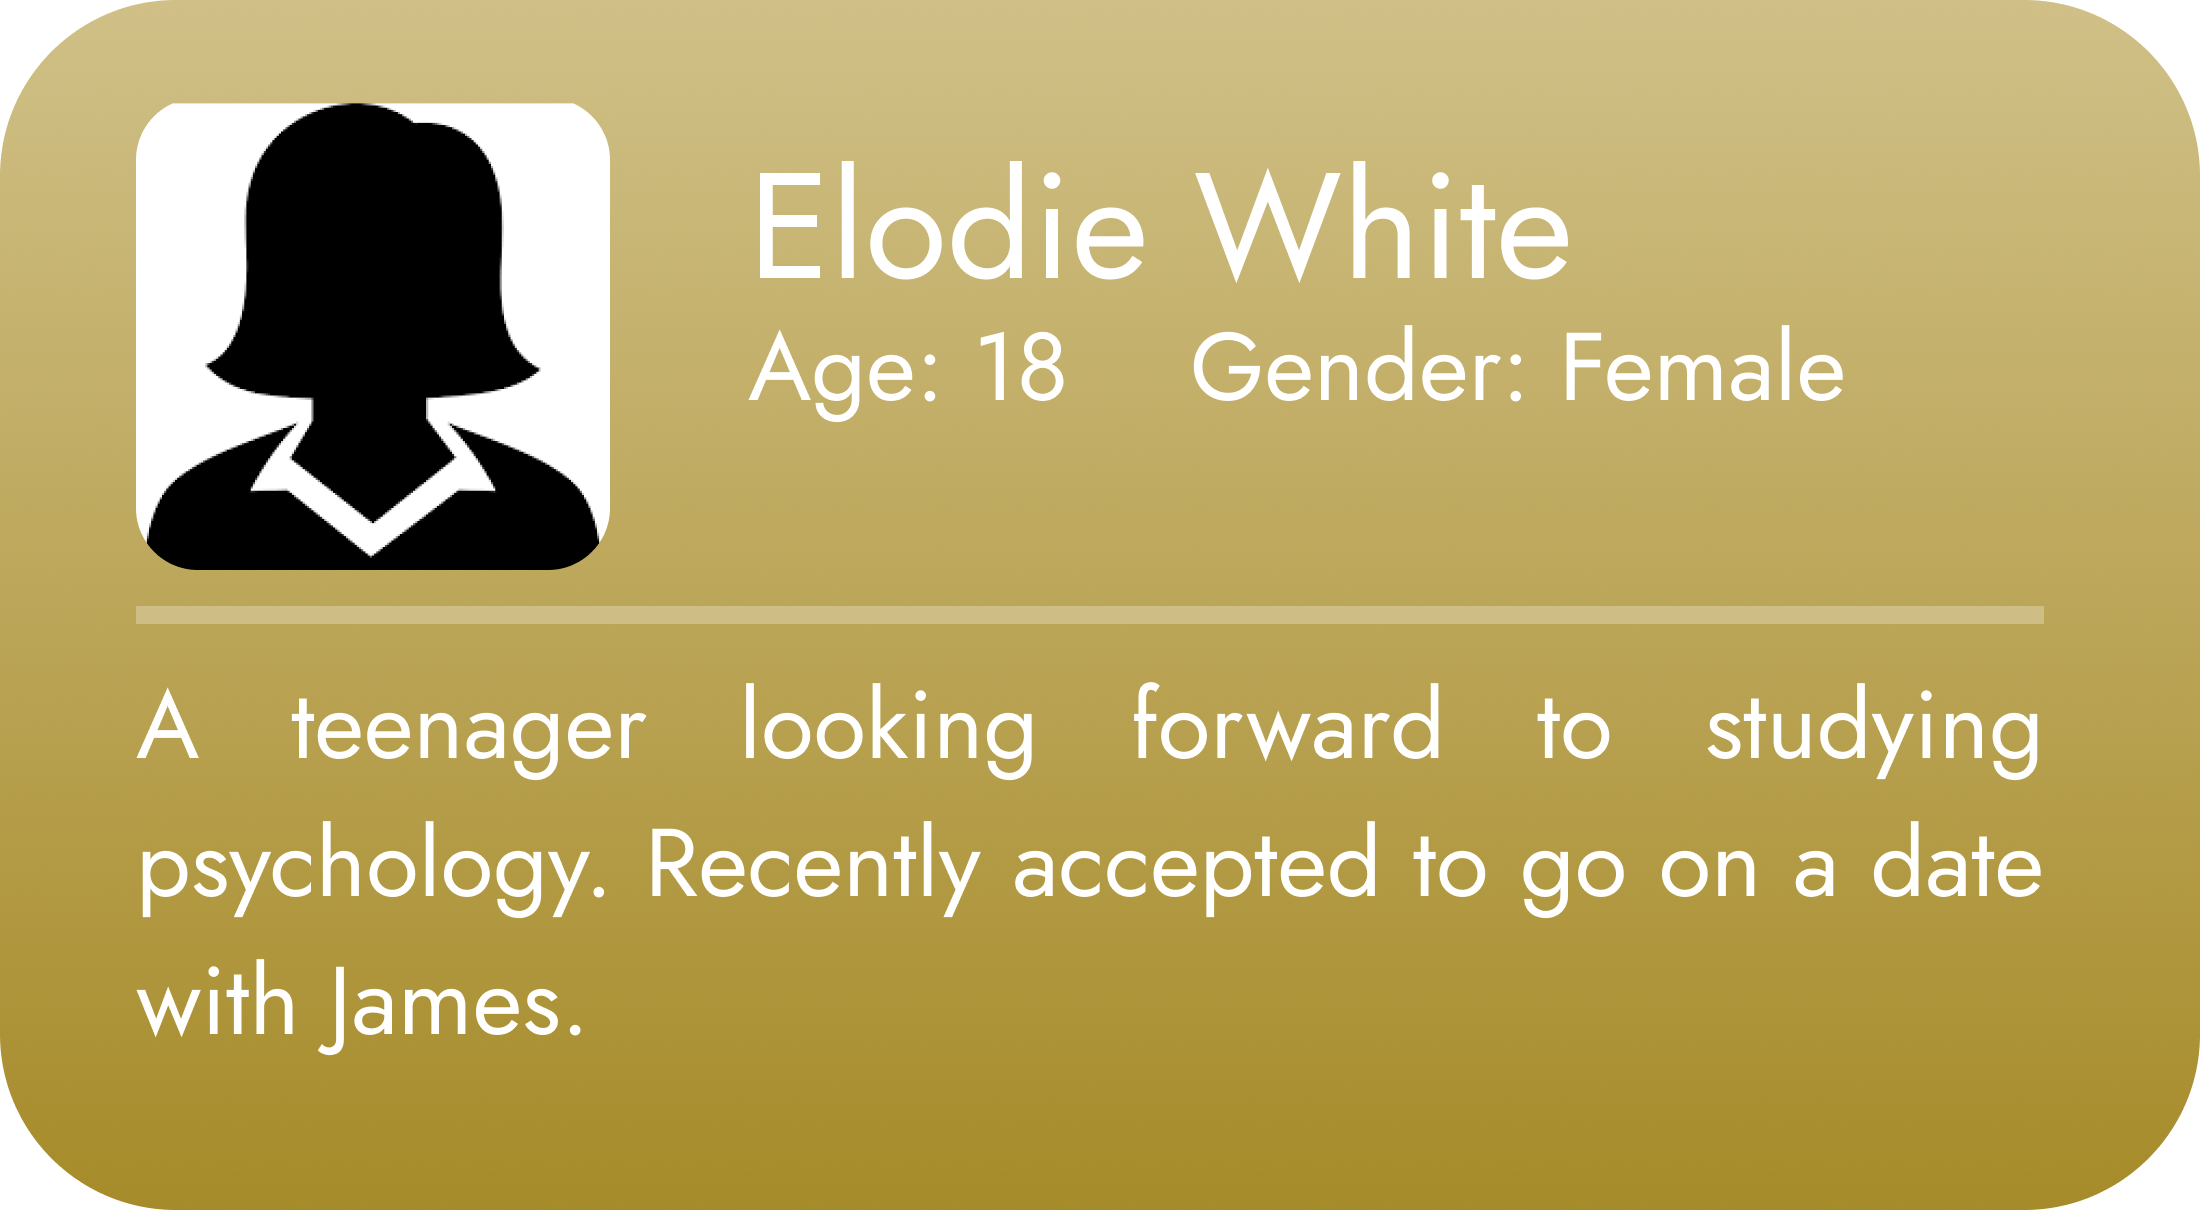 Elodie White
Age: 18 Gender: Female
A teenager looking forward to studying
psychology. Recently accepted to go on a date
with James.